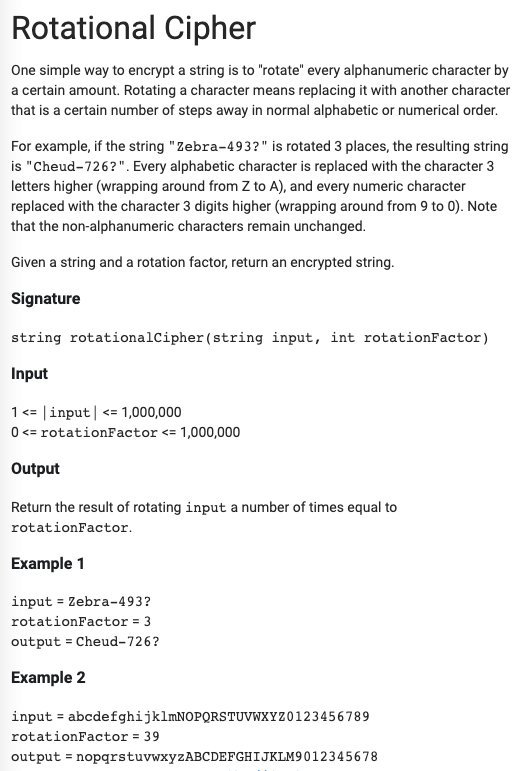 Rotational Cipher
One simple way to encrypt a string is to "rotate" every alphanumeric character by
a certain amount. Rotating a character means replacing it with another character
that is a certain number of steps away in normal alphabetic or numerical order.
For example, if the string "Zebra-493?" is rotated 3 places, the resulting string
is "Cheud-726?". Every alphabetic character is replaced with the character 3
letters higher (wrapping around from Z to A), and every numeric character
replaced with the character 3 digits higher (wrapping around from 9 to 0). Note
that the non-alphanumeric characters remain unchanged.
Given a string and a rotation factor, return an encrypted string.
Signature
string rotationalCipher(string input, int rotationFactor)
Input
1 <= |input| <= 1,000,000
0 <= rotationFactor <= 1,000,000
Output
Return the result of rotating input a number of times equal to
rotationFactor.
Example 1
input = Zebra-493?
rotationFactor = 3
output = Cheud-726?
Example 2
input = abcdefghijklmNOPQRSTUVWXYZ0123456789
rotationFactor = 39
output = nopqrstuvwxyzABCDEFGHIJKLM9012345678